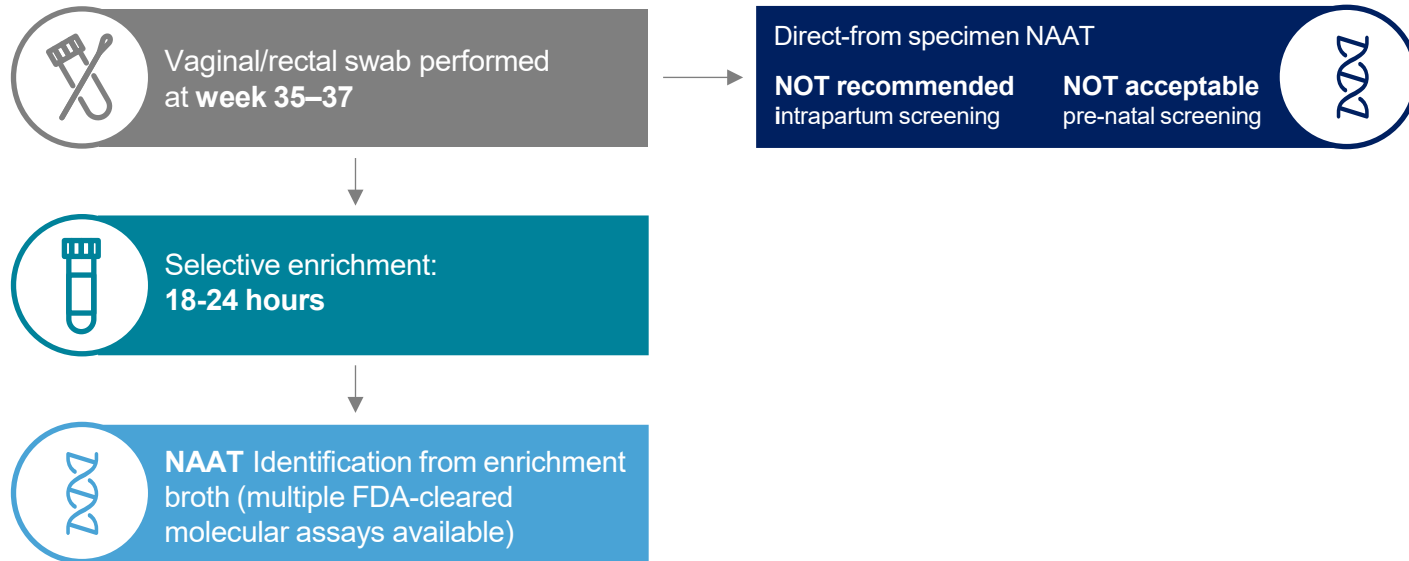 Vaginal/rectal swab performed
at week 35–37
Direct-from specimen NAAT
NOT recommended
intrapartum screening
NOT acceptable
pre-natal screening
Selective enrichment:
18-24 hours
NAAT Identification from enrichment
broth (multiple FDA-cleared
molecular assays available)